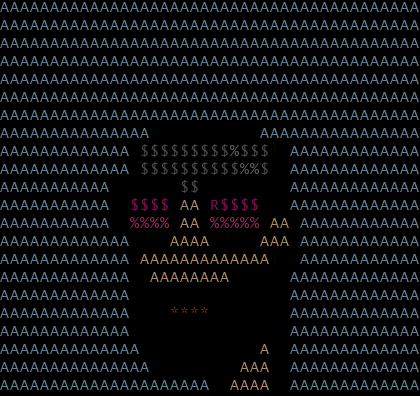 AAAAAAAAAAAAAAAAAAAAAAAAAAAAAAAAAAAAAAAAAA
AAAAAAAAAAAAAAAAAAAAAAAAAAAAAAAAAAAAAAAAAA
AAAAAAAAAAAAAAAAAAAAAAAAAAAAAAAAAAAAAAAAAA
AAAAAAAAAAAAAAAAAAAAAAAAAAAAAAAAAAAAAAAAAA
AAAAAAAAAAAAAAAAAAAAAAAAAAAAAAAAAAAAAAAAAA
AAAAAAAAAAAAAAAAAAAAAAAAAAAAAAAAAAAAAAAAAA
AAAAAAAAAAAAAAAAAAAAAAAAAAAAAAAAAAAAAAAAAA
AAAAAAAAAAAAAAA           AAAAAAAAAAAAAAAA
AAAAAAAAAAAAA $$$$$$$$$%$$$  AAAAAAAAAAAAA
AAAAAAAAAAAAA $$$$$$$$$$%%$  AAAAAAAAAAAAA
AAAAAAAAAAA       $$         AAAAAAAAAAAAA
AAAAAAAAAAA  $$$$ AA R$$$$   AAAAAAAAAAAAA
AAAAAAAAAAA  %%%% AA %%%%% AA AAAAAAAAAAAA
AAAAAAAAAAAAA    AAAA     AAA AAAAAAAAAAAA
AAAAAAAAAAAAA AAAAAAAAAAAAA   AAAAAAAAAAAA
AAAAAAAAAAAAA  AAAAAAAA      AAAAAAAAAAAAA
AAAAAAAAAAAAA                AAAAAAAAAAAAA
AAAAAAAAAAAAA    ☆☆☆☆        AAAAAAAAAAAAA
AAAAAAAAAAAAA                AAAAAAAAAAAAA
AAAAAAAAAAAAAA            A  AAAAAAAAAAAAA
AAAAAAAAAAAAAAA         AAA  AAAAAAAAAAAAA
AAAAAAAAAAAAAAAAAAAAA  AAAA  AAAAAAAAAAAAA